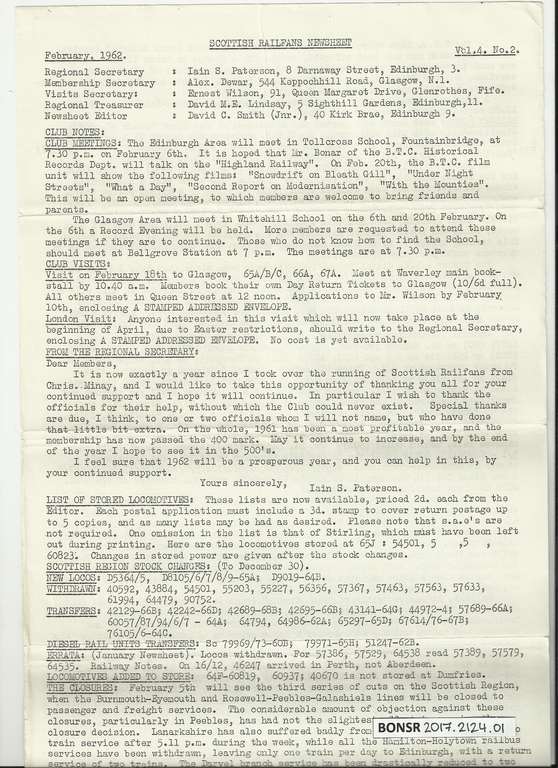 SCOTTISH RAILFANS NEWSHEET
February, 1962. Vol.4. No.2.
Regional Secretary : Iain S. Paterson, 8 Darnaway Street, Edinburgh, 3.
Membership Secretary : Alex. Dewar, 544 Keppochhill Road, Glasgow, N.1.
Visits Secretary: : Ernest Wilson, 91, Queen Margaret Drive, Glenrothes, Fife.
Regional Treasurer : David M.E. Lindsay, 5 Sighthill Gardens, Edinburgh,11.
Newsheet Editor : David C. Smith (Jnr.), 40 Kirk Brae, Edinburgh 9.
CLUB NOTES:
CLUB MEETINGS: The Edinburgh Area will meet in Tollcross School, Fountainbridge, at
7.30 p.m. on February 6th. It is hoped that Mr. Bonar of the B.T.C. Historical
Records Dept. will talk on the "Highland Railway". On Feb. 20th, the B.T.C. film
unit will show the following films: "Snowdrift on Bleath Gill", "Under Night
Streets", "What a Day", "Second Report on Modernisation", "With the Mounties".
This will be an open meeting, to which members are welcome to bring friends and
parents.
The Glasgow Area will meet in Whitehill School on the 6th and 20th February. On
the 6th a Record Evening will be held. More members are requested to attend these
meetings if they are to continue. Those who do not know how to find the School,
should meet at Bellgrove Station at 7 p.m. The meetings are at 7.30 p.m.
CLUB VISITS:
Visit on February 18th to Glasgow, 65A/B/C, 66A, 67A. Meet at Waverley main book-
stall by 10.40 a.m. Members book their own Day Return Tickets to Glasgow (10/6d full).
All others meet in Queen Street at 12 noon. Applications to Mr. Wilson by February
10th, enclosing A STAMPED ADDRESSED ENVELOPE.
London Visit: Anyone interested in this visit which will now take place at the
beginning of April, due to Easter restrictions, should write to the Regional Secretary,
enclosing A STAMPED ADDRESSED ENVELOPE. No cost is yet available.
FROM THE REGIONAL SECRETARY:
Dear Members,
It is now exactly a year since I took over the running of Scottish Railfans from
Chris. Minay, and I would like to take this opportunity of thanking you all for your
continued support and I hope it will continue. In particular I wish to thank the
officials for their help, without which the Club could never exist. Special thanks
are due, I think, to one or two officials whom I will not name, but who have done
that little bit extra. On the whole, 1961 has been a most profitable year, and the
membership has now passed the 400 mark. May it continue to increase, and by the end
of the year I hope to see it in the 500's.
I feel sure that 1962 will be a prosperous year, and you can help in this, by
your continued support.
Yours sincerely,
Iain S. Paterson.
LIST OF STORED LOCOMOTIVES: These lists are now available, priced 2d. each from the
Editor. Each postal application must include a 3d. stamp to cover return postage up
to 5 copies, and as many lists may be had as desired. Please note that s.a.e's are
not required. One omission in the list is that of Stirling, which must have been left
out during printing. Here are the locomotives stored at 65J : 54501, 5 ,5 ,
60823. Changes in stored power are given after the stock changes.
SCOTTISH REGION STOCK CHANGES: (To December 30).
NEW LOCOS: D5364/5, D8105/6/7/8/9-65A; D9019-64B.
WITHDRAWN: 40592, 43884, 54501, 55203, 55227, 56356, 57367, 57463, 57563, 57633,
61994, 64479, 90752.
TRANSFERS: 42129-66B; 42242-66D; 42689-68B; 42695-66B; 43141-64G; 44972-4; 57689-66A;
60057/87/94/6/7 - 64A; 64794, 64986-62A; 65297-65D; 67614/76-67B;
76105/6-64C.
DIESEL RAIL UNITS TRANSFERS: Sc 79969/73-60B; 79971-65H; 51247-62B.
ERRATA: (January Newsheet). Locos withdrawn. For 57386, 57529, 64538 read 57389, 57579,
64535. Railway Notes. On 16/12, 46247 arrived in Perth, not Aberdeen.
LOCOMOTIVES ADDED TO STORE: 64F-60819, 60937; 40670 is not stored at Dumfries.
THE CLOSURES: February 5th will see the third series of cuts on the Scottish Region,
when the Burnmouth-Eyemouth and Rosewell-Peebles-Galashiels lines will be closed to
passenger and freight services. The considerable amount of objection against these
closures, particularly in Peebles, has had not the slightest
closure decision. Lanarkshire has also suffered badly from
train service after 5.11 p.m. during the week, while all the Hamilton-Holytown railbus
services have been withdrawn, leaving only one train per day to Edinburgh, with a return
service of two trains. The Darvel branch service has been drastically reduced to two
BONSR 2017.2124.01